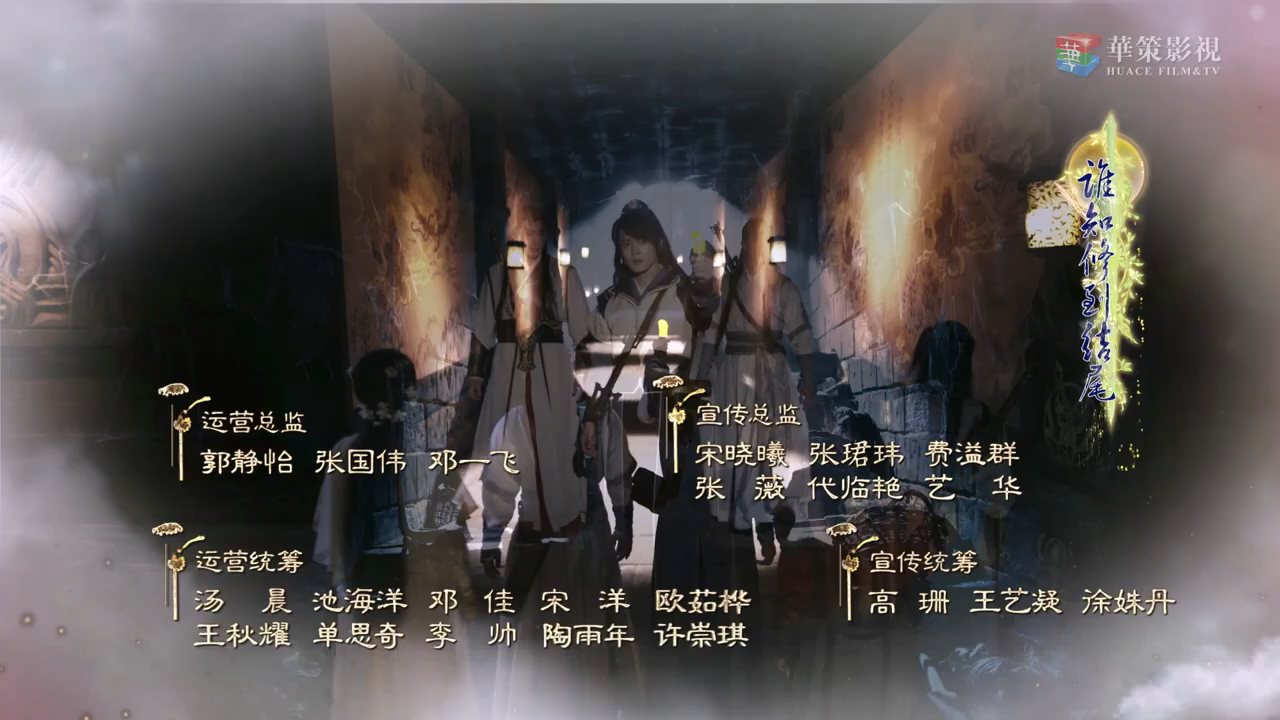 華策影視
HUACE FILM&TV
谁知修到结尾
运营总监
郭静怡 张国伟 邓一飞
宣传总监
宋晓曦 张珺玮 费溢群
张 薇 代临艳 艺 华
运营统筹
汤 晨 池海洋 邓 佳 宋 洋 欧茹桦
王秋耀 单思奇 李 帅 陶雨年 许崇琪
宣传统筹
高 珊 王艺凝 徐姝丹